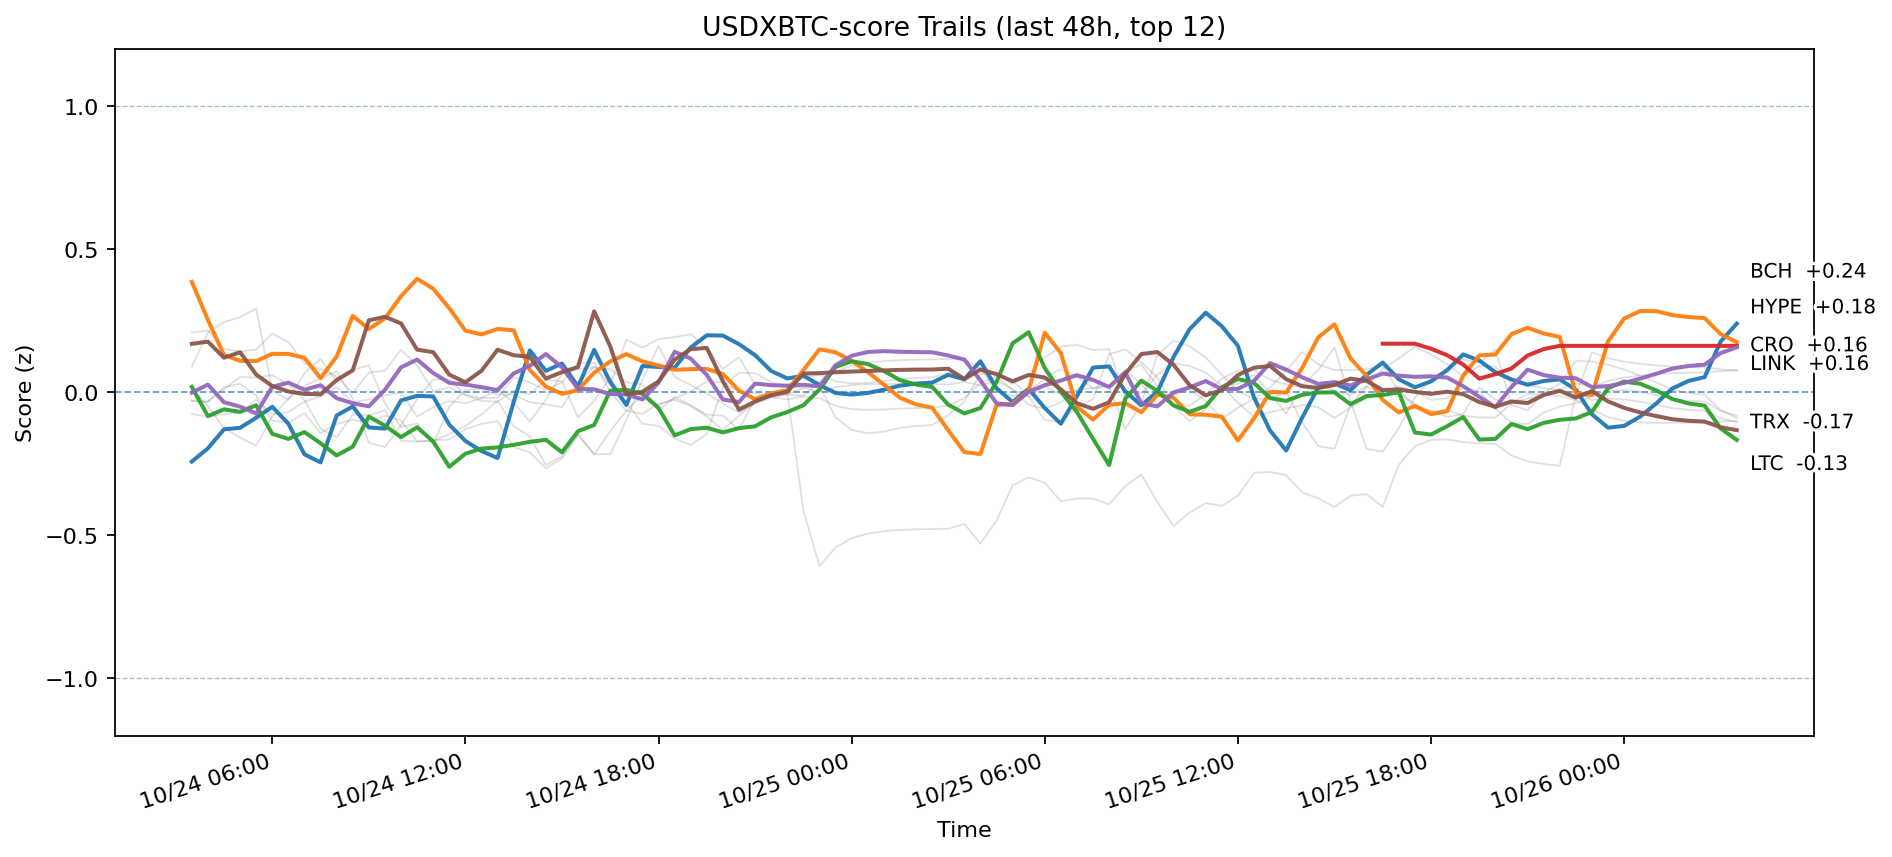 USDXBTC-score Trails (last 48h, top 12)
Score (z)
1.0
0.5
0.0
−0.5
−1.0
BCH +0.24
HYPE +0.18
CRO +0.16
LINK +0.16
TRX -0.17
LTC -0.13
10/24 06:00
10/24 12:00
10/24 18:00
10/25 00:00
10/25 06:00
10/25 12:00
10/25 18:00
10/26 00:00
Time